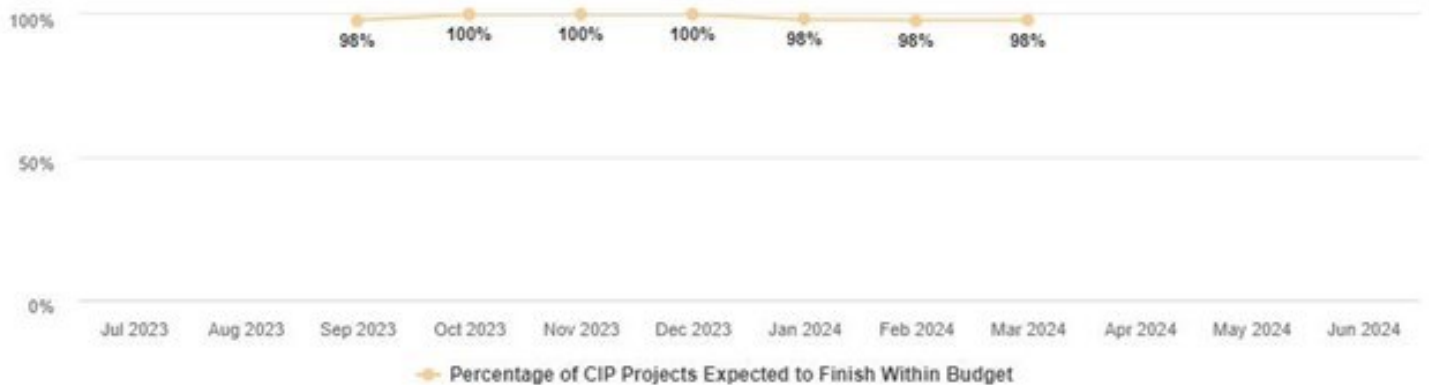 100%
98% 100% 100% 100% 98% 98% 98%
50%
0%
Jul 2023 Aug 2023 Sep 2023 Oct 2023 Nov 2023 Dec 2023 Jan 2024 Feb 2024 Mar 2024 Apr 2024 May 2024 Jun 2024
Percentage of CIP Projects Expected to Finish Within Budget